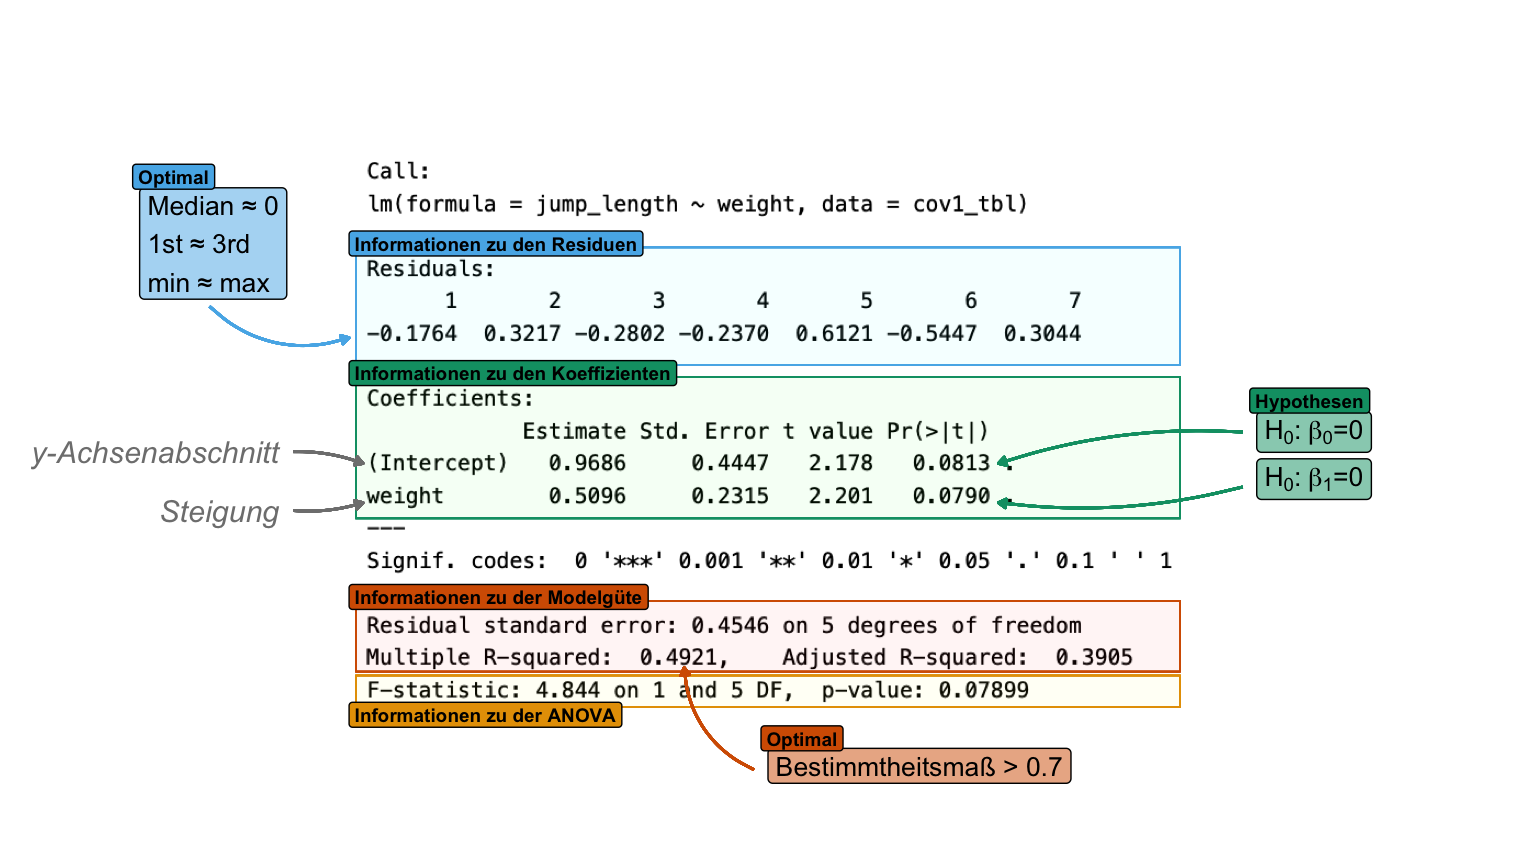 Call:
lm(formula = jump_length ~ weight, data = cov1_tbl)
Optimal
Median ≈ 0
1st ≈ 3rd
min ≈ max
Informationen zu den Residuen
Residuals:
1 2 3 4 5 6 7
−0.1764 0.3217 −0.2802 −0.2370 0.6121 −0.5447 0.3044
Informationen zu den Koeffizienten
Coefficients:
Estimate Std. Error t value Pr(>|t|)
(Intercept) 0.9686 0.4447 2.178 0.0813 .
weight 0.5096 0.2315 2.201 0.0790 .
y-Achsenabschnitt
Steigung
Hypothesen
H₀: β₀=0
H₀: β₁=0
−−−
Signif. codes: 0 '***' 0.001 '**' 0.01 '*' 0.05 '.' 0.1 ' ' 1
Informationen zu der Modelgüte
Residual standard error: 0.4546 on 5 degrees of freedom
Multiple R−squared: 0.4921, Adjusted R−squared: 0.3905
F−statistic: 4.844 on 1 and 5 DF, p−value: 0.07899
Informationen zu der ANOVA
Optimal
Bestimmtheitsmaß > 0.7